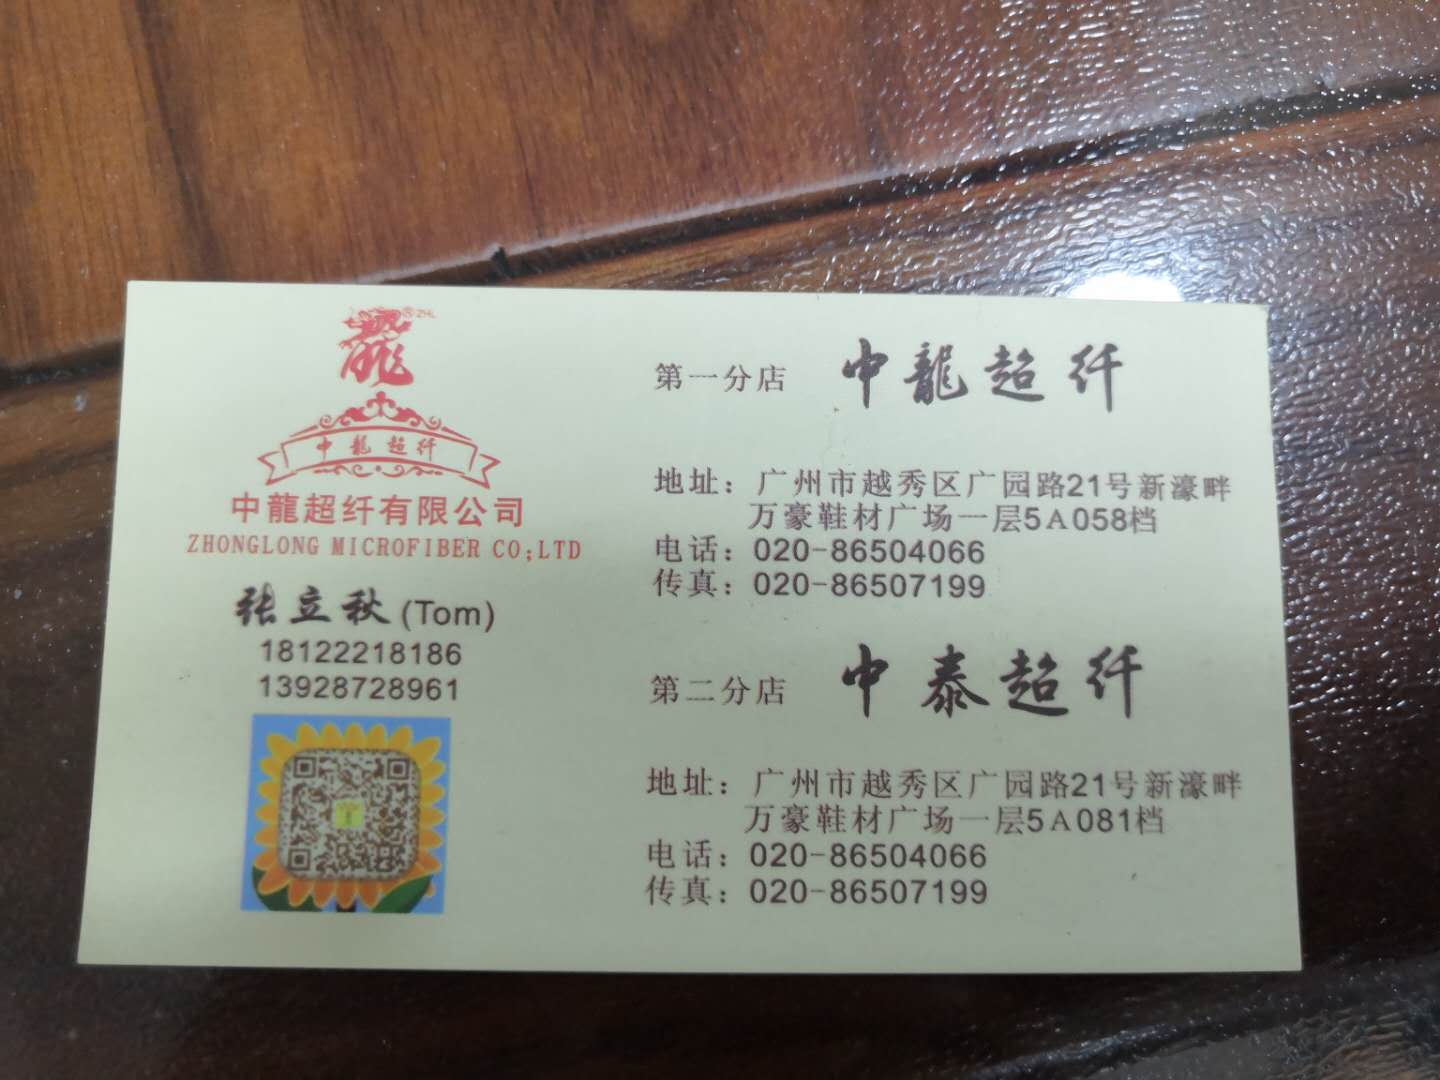 ®ZHL
中龍超纤
中龍超纤有限公司
ZHONGLONG MICROFIBER CO;LTD
张立秋(Tom)
18122218186
13928728961
第一分店 中龍超纤
地址：广州市越秀区广园路21号新濠畔
万豪鞋材广场一层5A058档
电话：020-86504066
传真：020-86507199
第二分店 中泰超纤
地址：广州市越秀区广园路21号新濠畔
万豪鞋材广场一层5A081档
电话：020-86504066
传真：020-86507199